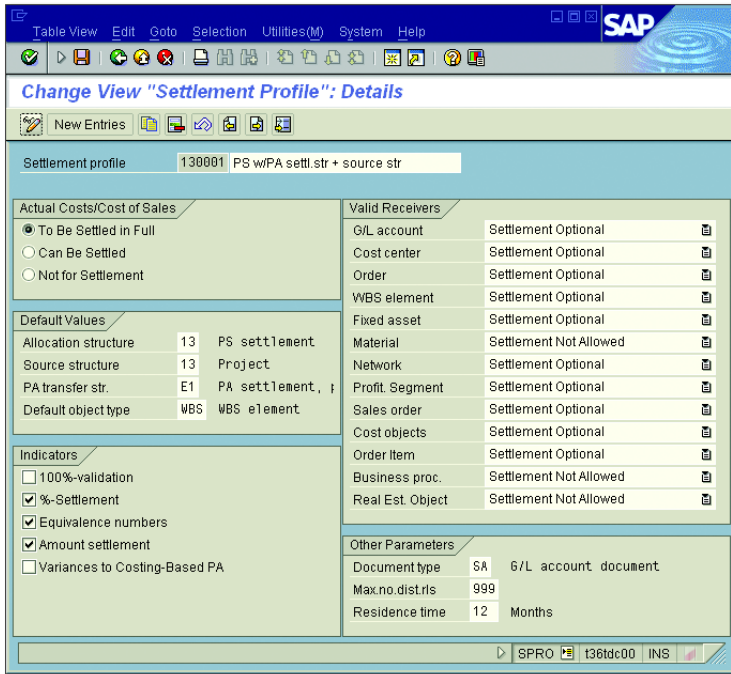 SAP
Table View Edit Goto Selection Utilities(M) System Help
Change View "Settlement Profile": Details
New Entries
Settlement profile 130001 PS w/PA settl.str + source str
Actual Costs/Cost of Sales
To Be Settled in Full
Can Be Settled
Not for Settlement
Default Values
Allocation structure 13 PS settlement
Source structure 13 Project
PA transfer str. E1 PA settlement,
Default object type WBS WBS element
Indicators
100%-validation
%-Settlement
Equivalence numbers
Amount settlement
Variances to Costing-Based PA
Valid Receivers
G/L account Settlement Optional
Cost center Settlement Optional
Order Settlement Optional
WBS element Settlement Optional
Fixed asset Settlement Optional
Material Settlement Not Allowed
Network Settlement Optional
Profit. Segment Settlement Optional
Sales order Settlement Optional
Cost objects Settlement Optional
Order Item Settlement Optional
Business proc. Settlement Not Allowed
Real Est. Object Settlement Not Allowed
Other Parameters
Document type SA G/L account document
Max.no.dist.rls 999
Residence time 12 Months
SPRO t36tdc00 INS